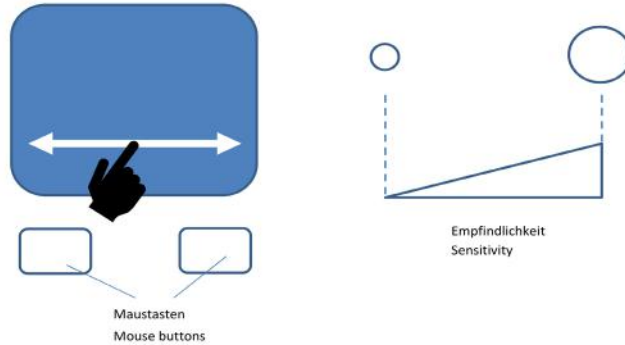 Empfindlichkeit
Sensitivity
Maustasten
Mouse buttons